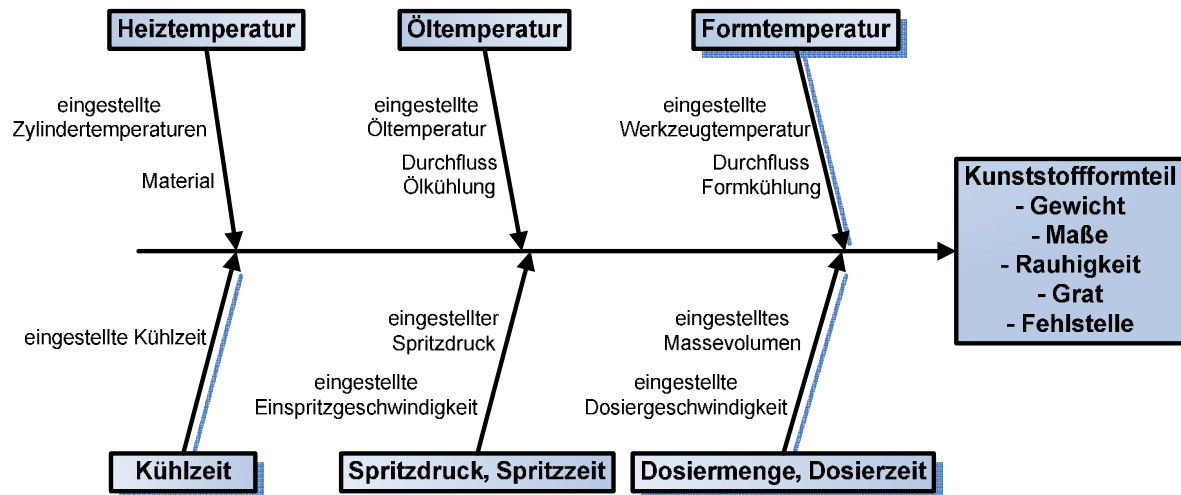 Heiztemperatur
Öltemperatur
Formtemperatur
eingestellte
Zylindertemperaturen
Material
eingestellte
Öltemperatur
Durchfluss
Ölkühlung
eingestellte
Werkzeugtemperatur
Durchfluss
Formkühlung
Kunststoffformteil
- Gewicht
- Maße
- Rauhigkeit
- Grat
- Fehlstelle
eingestellte Kühlzeit
eingestellter
Spritzdruck
eingestellte
Einspritzgeschwindigkeit
eingestelltes
Massevolumen
eingestellte
Dosiergeschwindigkeit
Kühlzeit
Spritzdruck, Spritzzeit
Dosiermenge, Dosierzeit